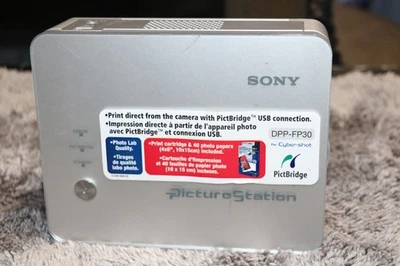 SONY
•Print direct from the camera with PictBridge™ USB connection.
•Impression directe à partir de l'appareil photo
avec PictBridge™ et connexion USB.
DPP-FP30
for Cyber-shot
•Photo Lab
Quality.
•Tirages
de qualité
labo photo.
•Print cartridge & 40 photo papers
(4x6", 10x15cm) included.
•Cartouche d'impression
et 40 feuilles de papier photo
(10 x 15 cm) incluses.
PictBridge
PictureStation